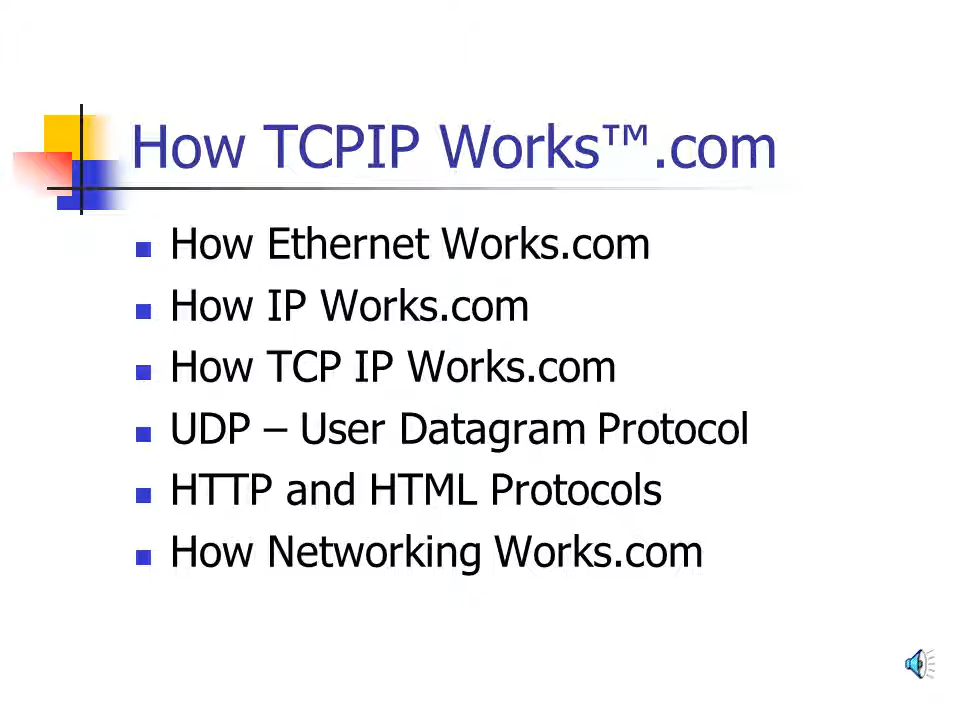 How TCPIP Works™.com
How Ethernet Works.com
How IP Works.com
How TCP IP Works.com
UDP – User Datagram Protocol
HTTP and HTML Protocols
How Networking Works.com